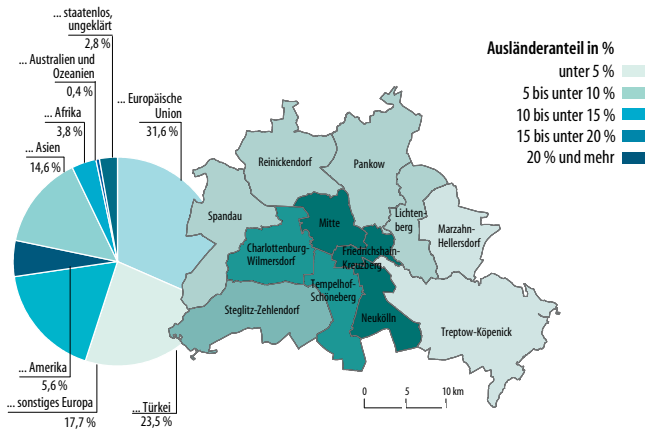 ... staatenlos,
ungeklärt
2,8 %
... Australien und
Ozeanien
0,4 %
... Afrika
3,8 %
... Asien
14,6 %
... Europäische
Union
31,6 %
... Amerika
5,6 %
... sonstiges Europa
17,7 %
... Türkei
23,5 %
Ausländeranteil in %
unter 5 %
5 bis unter 10 %
10 bis unter 15 %
15 bis unter 20 %
20 % und mehr
Reinickendorf
Pankow
Spandau
Mitte
Lichten-
berg
Marzahn-
Hellersdorf
Charlottenburg-
Wilmersdorf
Friedrichshain-
Kreuzberg
Tempelhof-
Schöneberg
Steglitz-Zehlendorf
Neukölln
Treptow-Köpenick
0 5 10 km